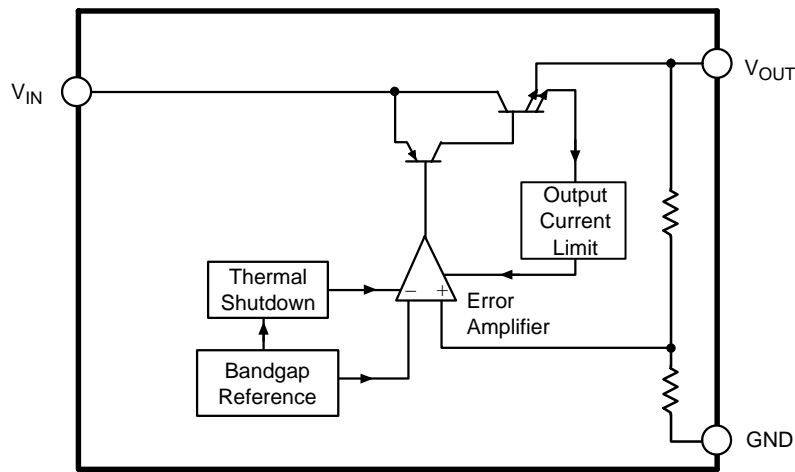 V_IN
V_OUT
Output
Current
Limit
Thermal
Shutdown
− +
Error
Amplifier
Bandgap
Reference
GND